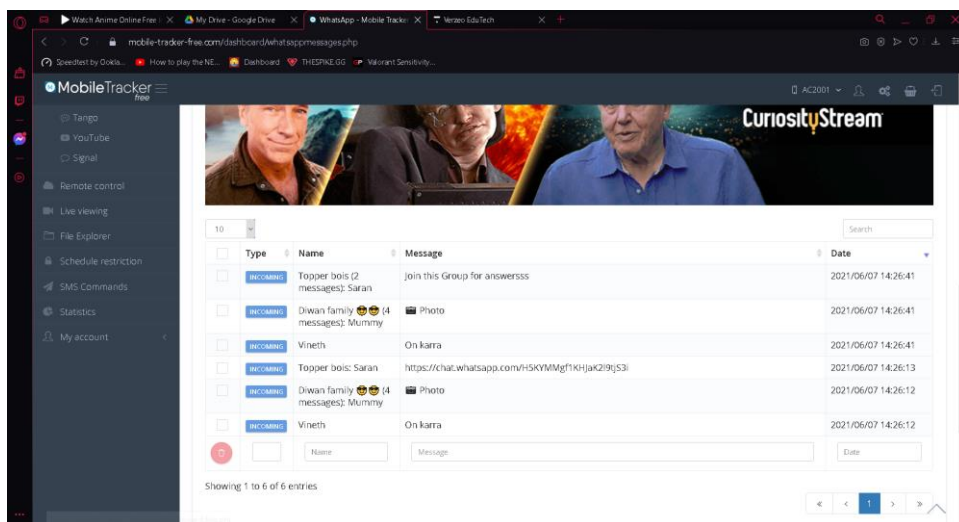 Watch Anime Online Free
My Drive - Google Drive
WhatsApp - Mobile Tracker
Verzeo EduTech
mobile-tracker-free.com/dashboard/whatsappmessages.php
Speedtest by Ookla...
How to play the NE...
Dashboard
THESPIKE.GG
Valorant Sensitivity...
MobileTracker
free
AC2001
Tango
YouTube
Signal
Remote control
Live viewing
File Explorer
Schedule restriction
SMS Commands
Statistics
My account
CuriosityStream
10
Search
Type Name Message Date
INCOMING Topper bois (2 Join this Group for answersss 2021/06/07 14:26:41
messages): Saran
INCOMING Diwan family 😎😎 (4 📷 Photo 2021/06/07 14:26:41
messages): Mummy
INCOMING Vineth On karra 2021/06/07 14:26:41
INCOMING Topper bois: Saran https://chat.whatsapp.com/H5KYMMgf1KHJaK2I9tjS3i 2021/06/07 14:26:13
INCOMING Diwan family 😎😎 (4 📷 Photo 2021/06/07 14:26:12
messages): Mummy
INCOMING Vineth On karra 2021/06/07 14:26:12
Name Message Date
Showing 1 to 6 of 6 entries
« < 1 > »